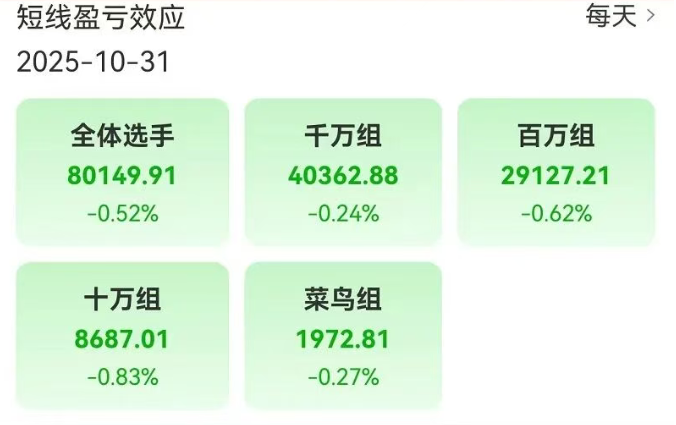 短线盈亏效应
每天 >
2025-10-31
全体选手
80149.91
-0.52%
千万组
40362.88
-0.24%
百万组
29127.21
-0.62%
十万组
8687.01
-0.83%
菜鸟组
1972.81
-0.27%